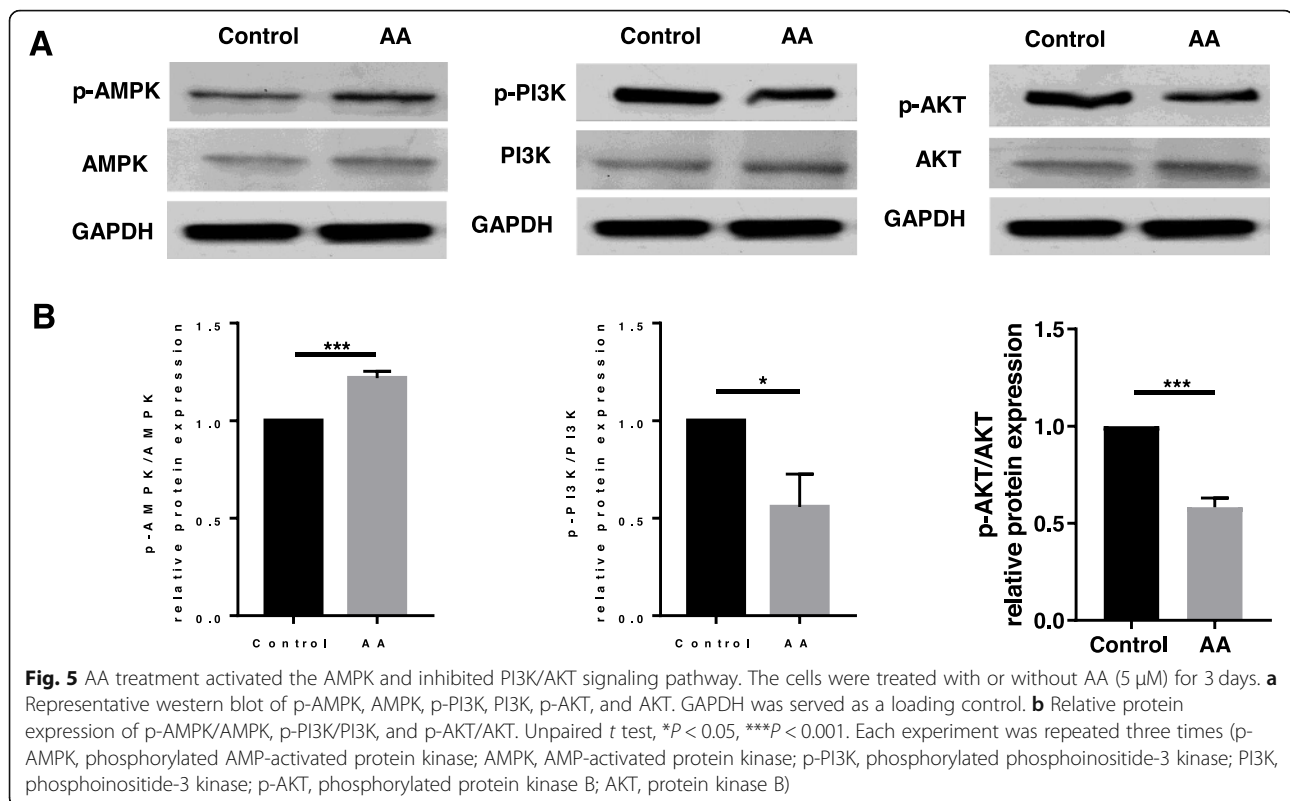 A
Control AA
p-AMPK
AMPK
GAPDH
Control AA
p-PI3K
PI3K
GAPDH
Control AA
p-AKT
AKT
GAPDH
B
p-AMPK/AMPK
relative protein expression
1.5
1.0
0.5
0.0
***
Control AA
p-PI3K/PI3K
relative protein expression
1.5
1.0
0.5
0.0
*
Control AA
p-AKT/AKT
relative protein expression
1.5
1.0
0.5
0.0
***
Control AA
Fig. 5 AA treatment activated the AMPK and inhibited PI3K/AKT signaling pathway. The cells were treated with or without AA (5 μM) for 3 days. a
Representative western blot of p-AMPK, AMPK, p-PI3K, PI3K, p-AKT, and AKT. GAPDH was served as a loading control. b Relative protein
expression of p-AMPK/AMPK, p-PI3K/PI3K, and p-AKT/AKT. Unpaired t test, *P < 0.05, ***P < 0.001. Each experiment was repeated three times (p-
AMPK, phosphorylated AMP-activated protein kinase; AMPK, AMP-activated protein kinase; p-PI3K, phosphorylated phosphoinositide-3 kinase; PI3K,
phosphoinositide-3 kinase; p-AKT, phosphorylated protein kinase B; AKT, protein kinase B)